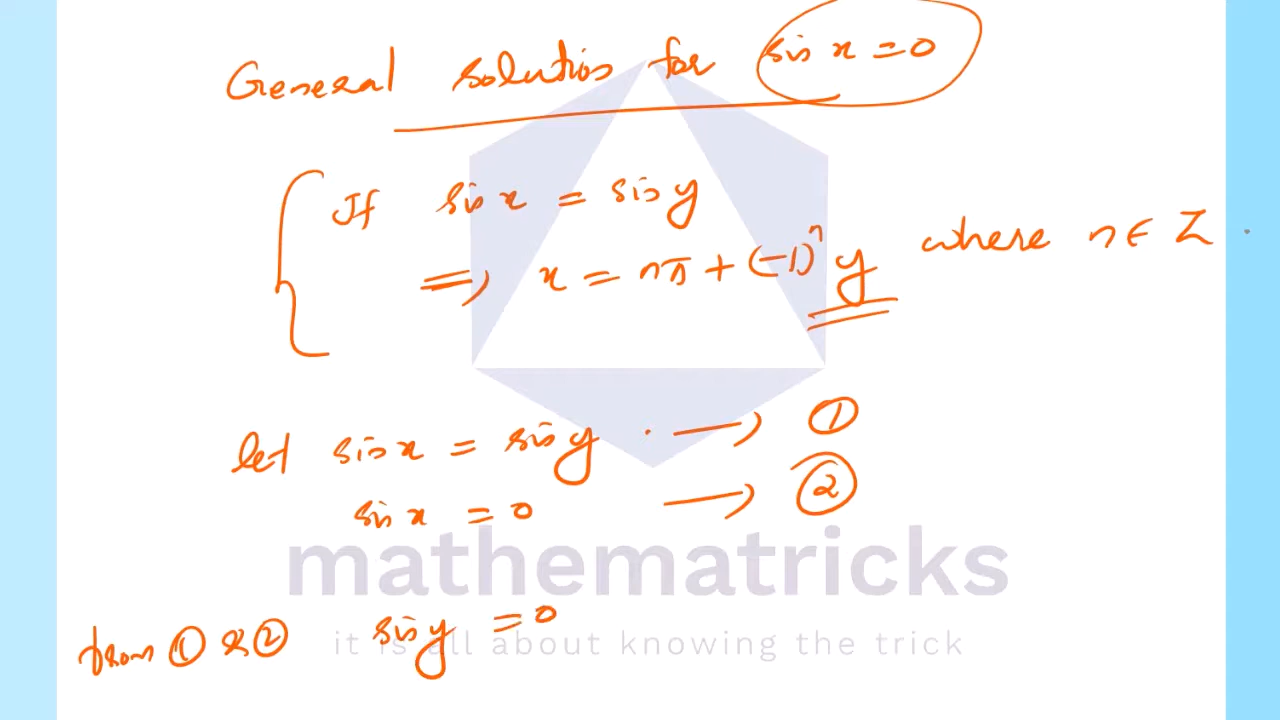 General solution for sin x = 0
If sin x = sin y
⇒ x = nπ + (-1)ⁿ y where n ∈ Z
let sin x = sin y → ①
sin x = 0 → ②
mathematricks
from ① & ② sin y = 0
it is all about knowing the trick